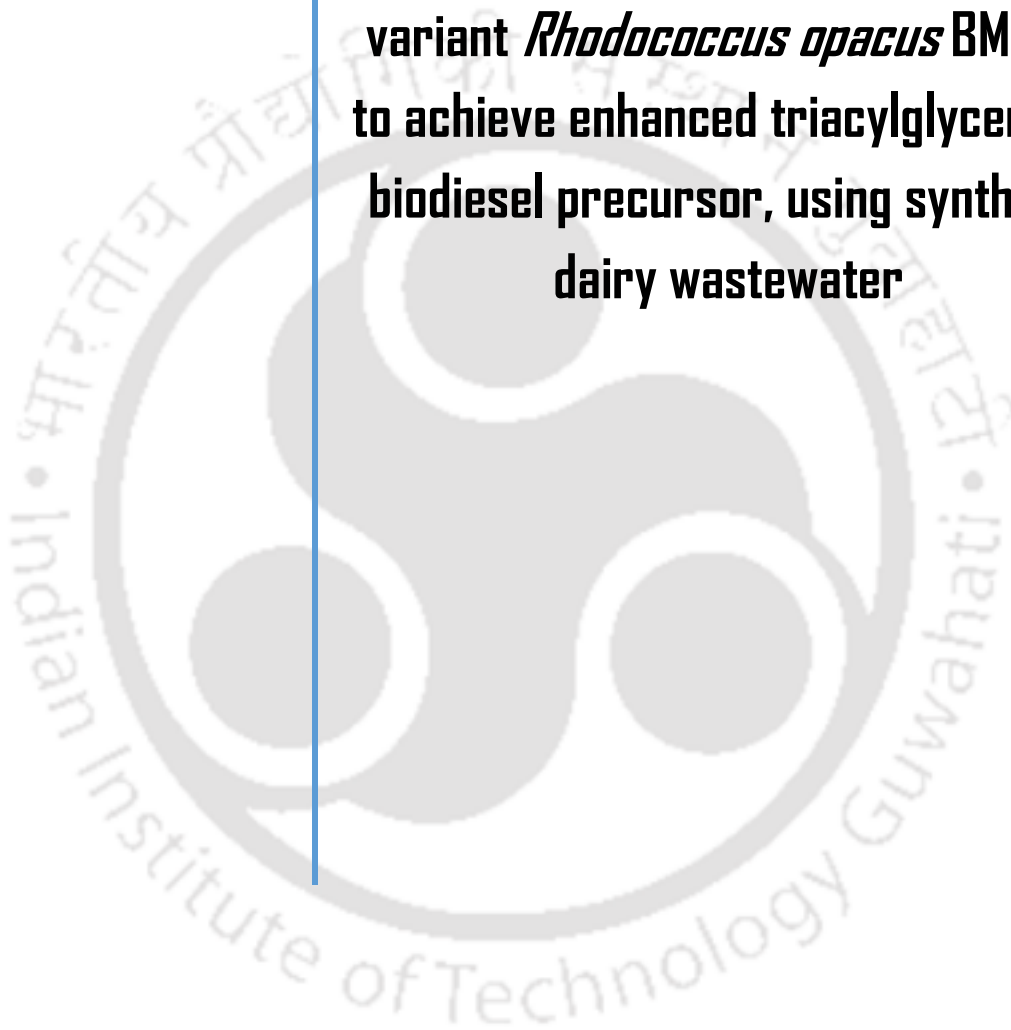 variant Rhodococcus opacus BM
to achieve enhanced triacylglycer
biodiesel precursor, using synth
dairy wastewater
भारतीय प्रौद्योगिकी संस्थान गुवाहाटी • Indian Institute of Technology Guwahati •